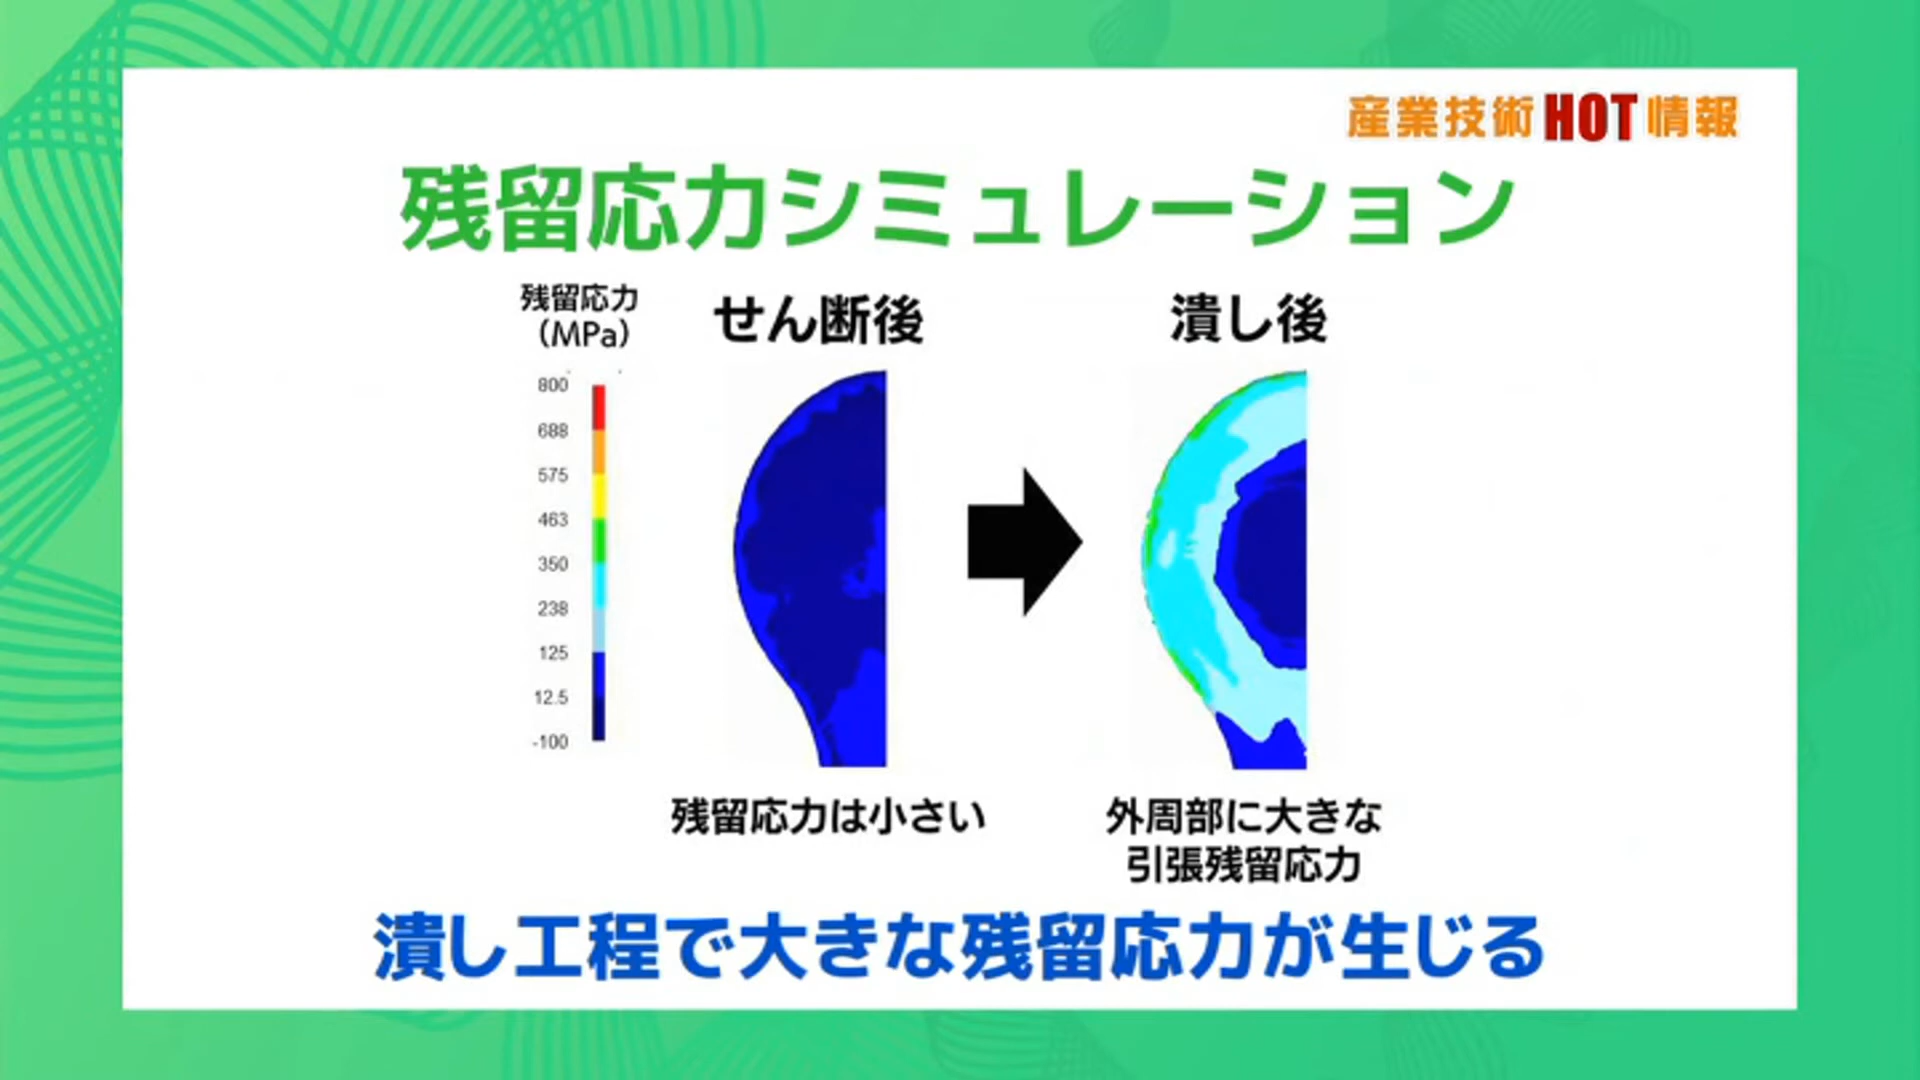 産業技術HOT情報
残留応力シミュレーション
残留応力
（MPa）
せん断後
潰し後
800
688
575
463
350
238
125
12.5
-100
残留応力は小さい
外周部に大きな
引張残留応力
潰し工程で大きな残留応力が生じる